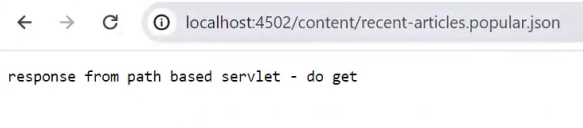 localhost:4502/content/recent-articles.popular.json
response from path based servlet - do get